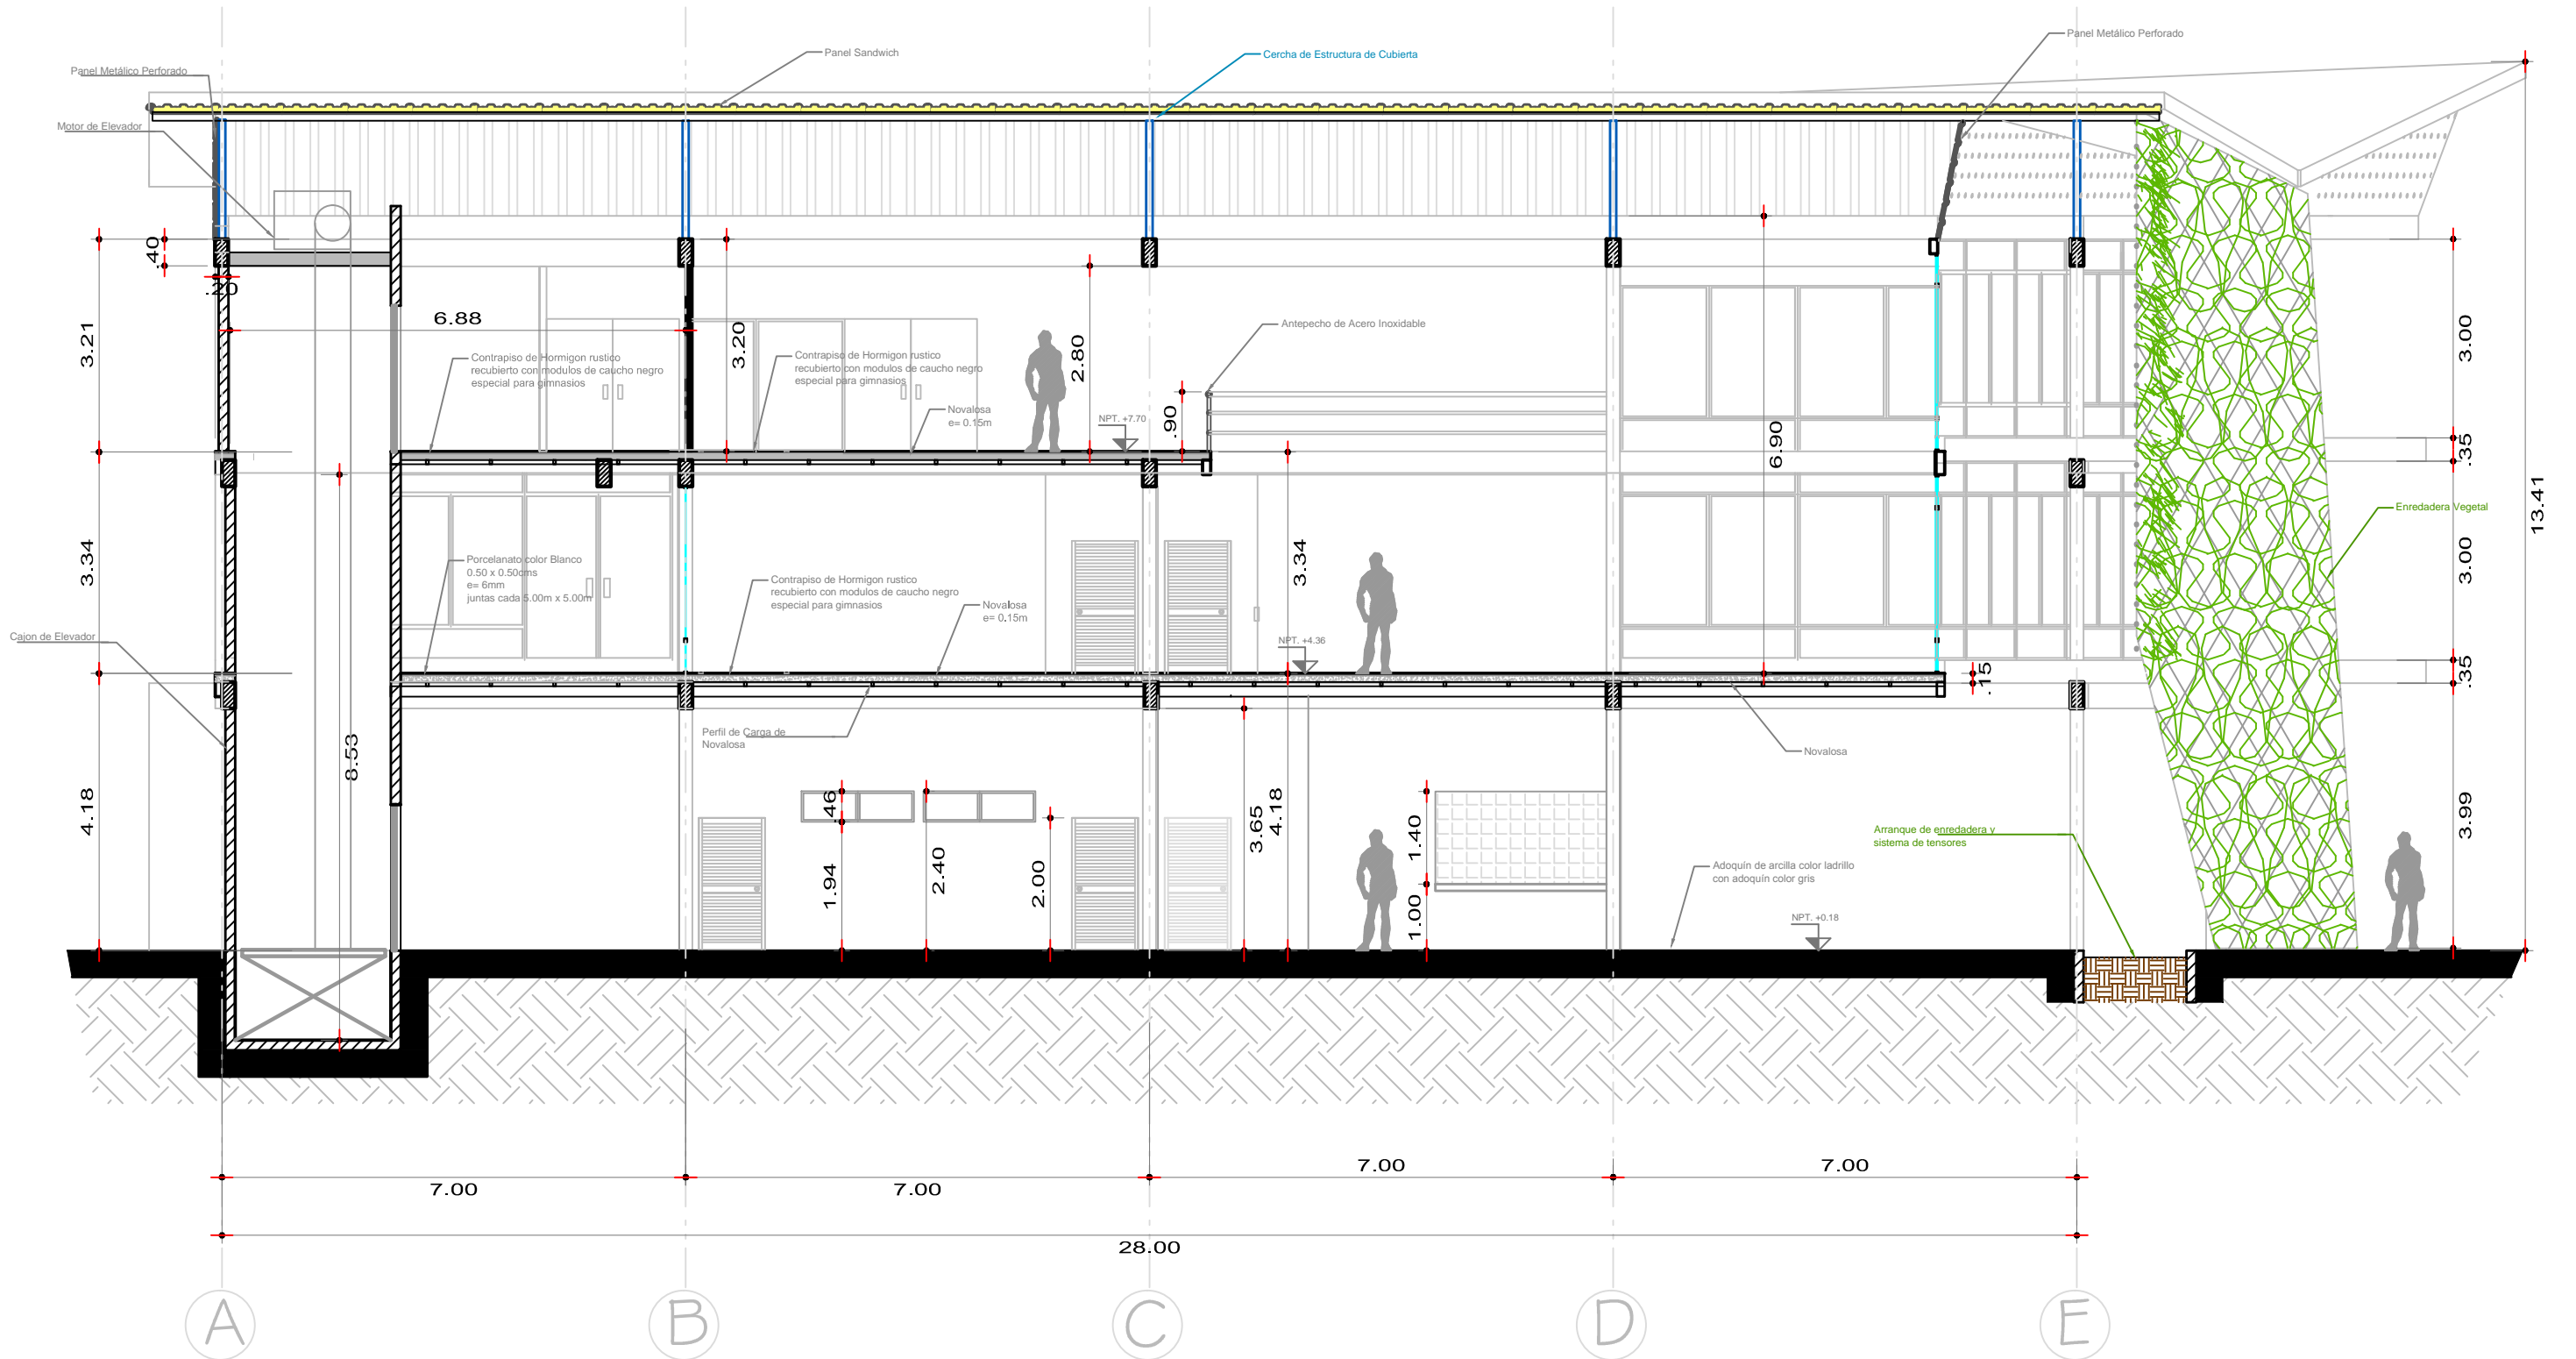 Panel Metálico Perforado
Panel Sandwich
Cercha de Estructura de Cubierta
Panel Metálico Perforado
Motor de Elevador
.40
.20
6.88
3.21
3.20
2.80
Antepecho de Acero Inoxidable
3.00
Contrapiso de Hormigon rustico
recubierto con modulos de caucho negro
especial para gimnasios
Contrapiso de Hormigon rustico
recubierto con modulos de caucho negro
especial para gimnasios
Novalosa
e= 0.15m
NPT. +7.70
.90
6.90
.35
13.41
Enredadera Vegetal
3.34
Porcelanato color Blanco
0.50 x 0.50cms
e= 6mm
juntas cada 5.00m x 5.00m
Contrapiso de Hormigon rustico
recubierto con modulos de caucho negro
especial para gimnasios
Novalosa
e= 0.15m
3.34
3.00
Cajon de Elevador
NPT. +4.36
.15
.35
8.53
Perfil de Carga de
Novalosa
Novalosa
4.18
.46
1.94
2.40
2.00
3.65
4.18
1.40
1.00
3.99
Arranque de enredadera y
sistema de tensores
Adoquín de arcilla color ladrillo
con adoquín color gris
NPT. +0.18
7.00
7.00
7.00
7.00
28.00
A
B
C
D
E